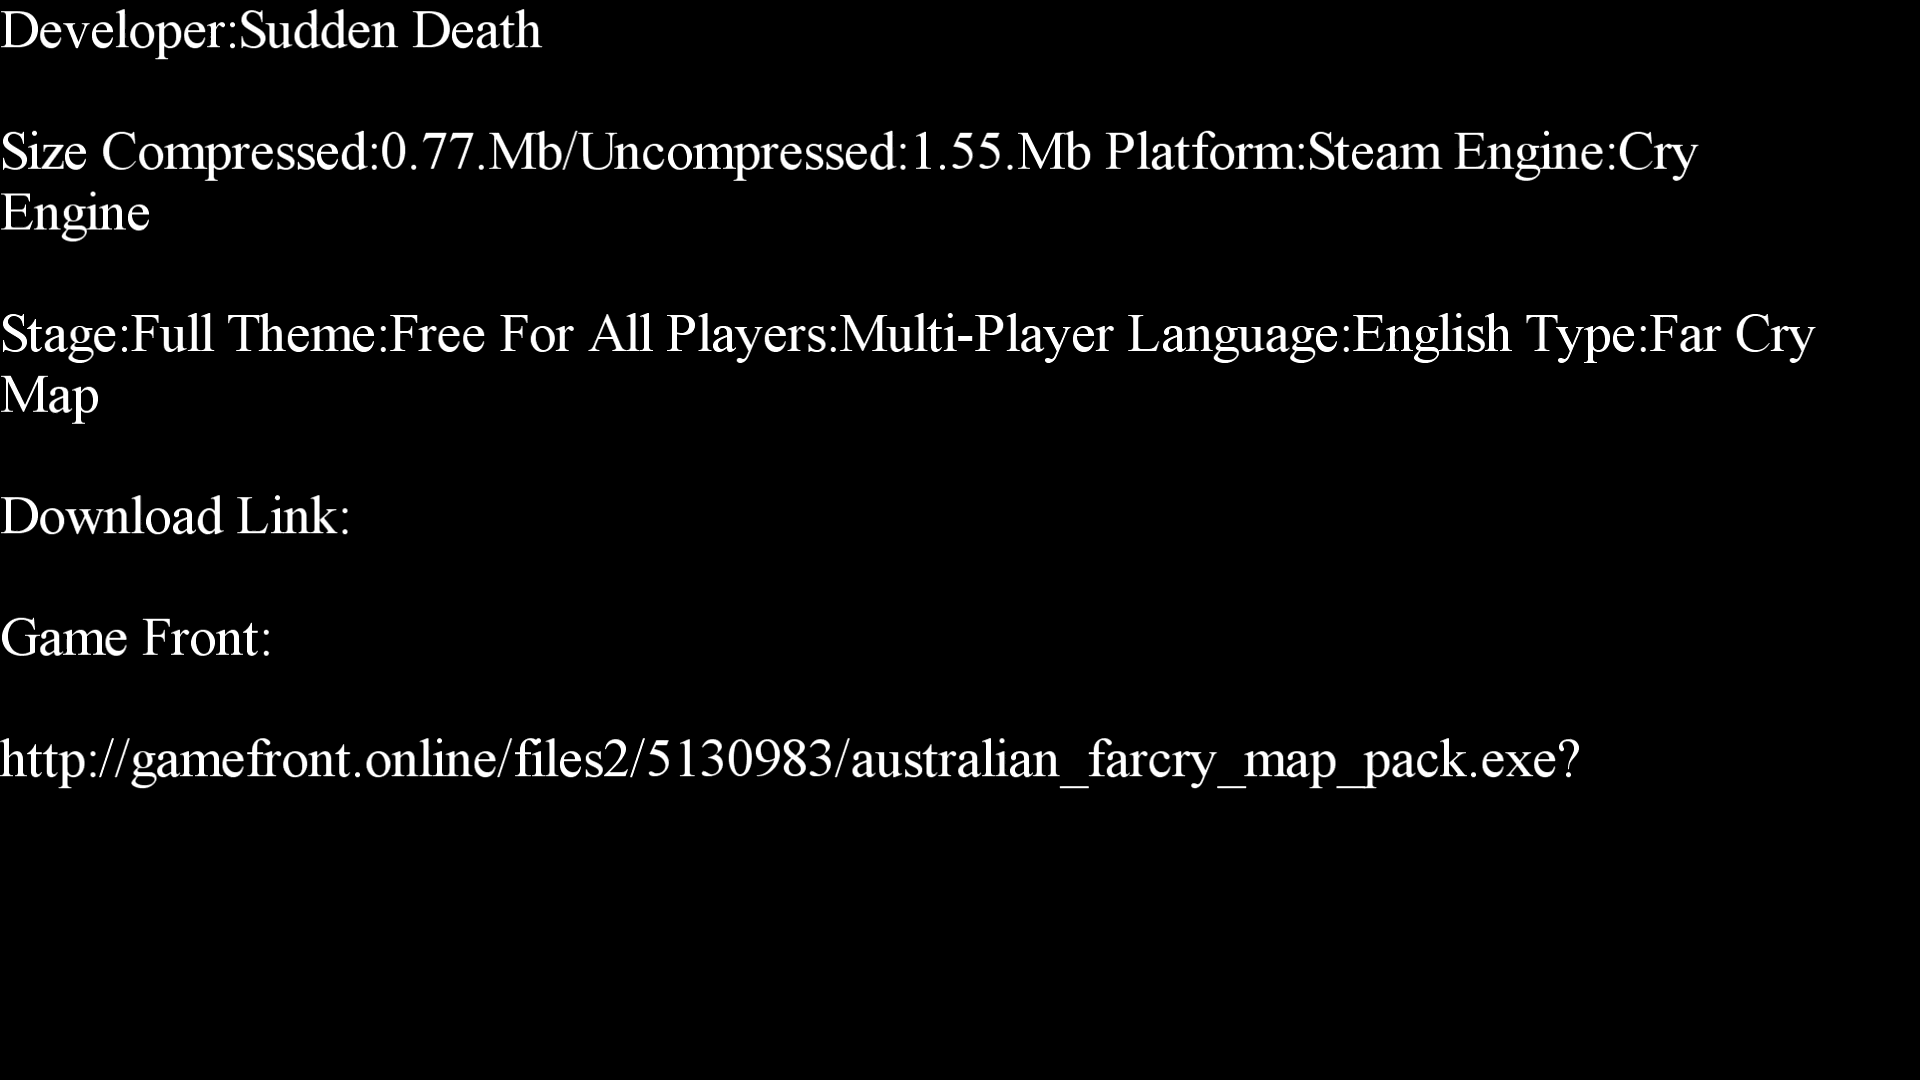 Developer:Sudden Death
Size Compressed:0.77.Mb/Uncompressed:1.55.Mb Platform:Steam Engine:Cry
Engine
Stage:Full Theme:Free For All Players:Multi-Player Language:English Type:Far Cry
Map
Download Link:
Game Front:
http://gamefront.online/files2/5130983/australian_farcry_map_pack.exe?